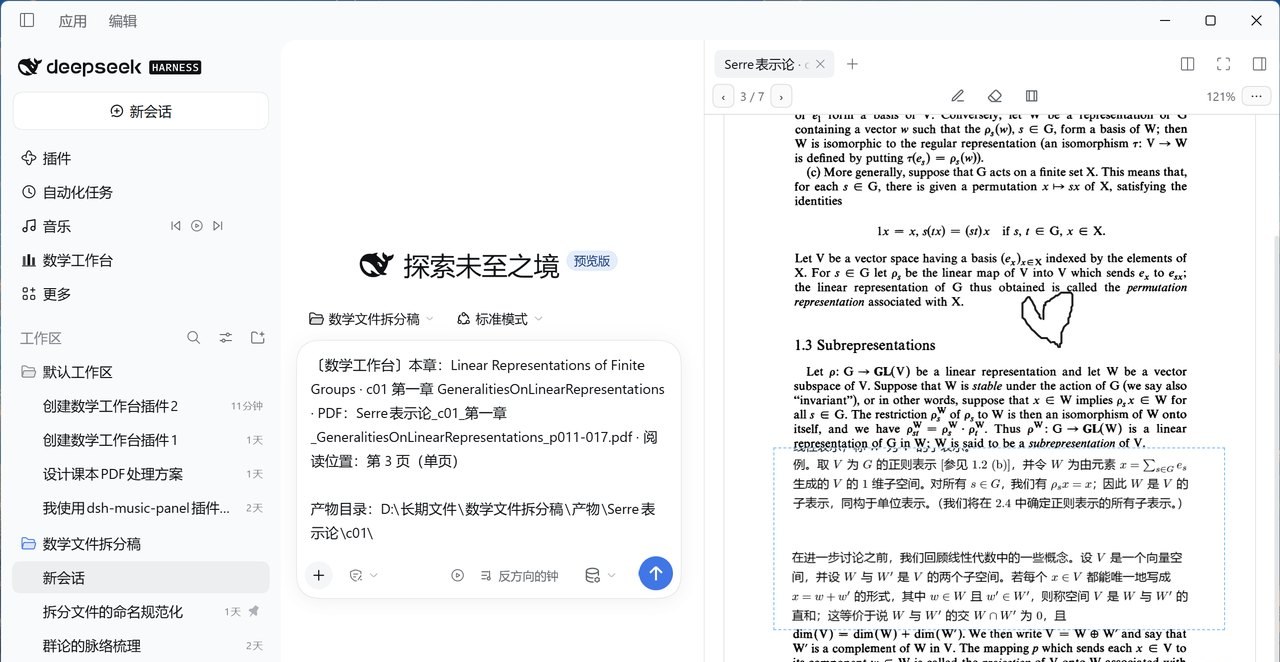 应用 编辑
deepseek HARNESS
新会话
插件
自动化任务
音乐
数学工作台
更多
工作区
默认工作区
创建数学工作台插件2 11分钟
创建数学工作台插件1 1天
设计课本PDF处理方案 1天
我使用dsh-music-panel插件... 2天
数学文件拆分稿
新会话
拆分文件的命名规范化 1天
群论的脉络梳理 2天
探索未至之境 预览版
数学文件拆分稿 标准模式
〔数学工作台〕本章：Linear Representations of Finite
Groups · c01 第一章 GeneralitiesOnLinearRepresentations
· PDF：Serre表示论_c01_第一章
_GeneralitiesOnLinearRepresentations_p011-017.pdf · 阅
读位置：第 3 页（单页）
产物目录：D:\长期文件\数学文件拆分稿\产物\Serre表
示论\c01\
反方向的钟
Serre表示论 · c
3 / 7 121%
of e₁ form a basis of V. Conversely, let W be a representation of G
containing a vector w such that the ρₛ(w), s ∈ G, form a basis of W; then
W is isomorphic to the regular representation (an isomorphism τ: V → W
is defined by putting τ(eₛ) = ρₛ(w)).
(c) More generally, suppose that G acts on a finite set X. This means that,
for each s ∈ G, there is given a permutation x ↦ sx of X, satisfying the
identities
1x = x, s(tx) = (st)x if s, t ∈ G, x ∈ X.
Let V be a vector space having a basis (eₓ)ₓ∈X indexed by the elements of
X. For s ∈ G let ρₛ be the linear map of V into V which sends eₓ to eₛₓ;
the linear representation of G thus obtained is called the permutation
representation associated with X.
1.3 Subrepresentations
Let ρ: G → GL(V) be a linear representation and let W be a vector
subspace of V. Suppose that W is stable under the action of G (we say also
“invariant”), or in other words, suppose that x ∈ W implies ρₛx ∈ W for
all s ∈ G. The restriction ρₛᵂ of ρₛ to W is then an isomorphism of W onto
itself, and we have ρₛₜᵂ = ρₛᵂ · ρₜᵂ. Thus ρᵂ: G → GL(W) is a linear
representation of G in W; W is said to be a subrepresentation of V.
例。取 V 为 G 的正则表示 [参见 1.2 (b)]，并令 W 为由元素 x = ∑ₛ∈G eₛ
生成的 V 的 1 维子空间。对所有 s ∈ G，我们有 ρₛx = x；因此 W 是 V 的
子表示，同构于单位表示。（我们将在 2.4 中确定正则表示的所有子表示。）
在进一步讨论之前，我们回顾线性代数中的一些概念。设 V 是一个向量空
间，并设 W 与 W′ 是 V 的两个子空间。若每个 x ∈ V 都能唯一地写成
x = w + w′ 的形式，其中 w ∈ W 且 w′ ∈ W′，则称空间 V 是 W 与 W′ 的
直和；这等价于说 W 与 W′ 的交 W ∩ W′ 为 0，且
dim(V) = dim(W) + dim(W′). We then write V = W ⊕ W′ and say that
W′ is a complement of W in V. The mapping p which sends each x ∈ V to
its component w ∈ W is called the projection of V onto W associated with